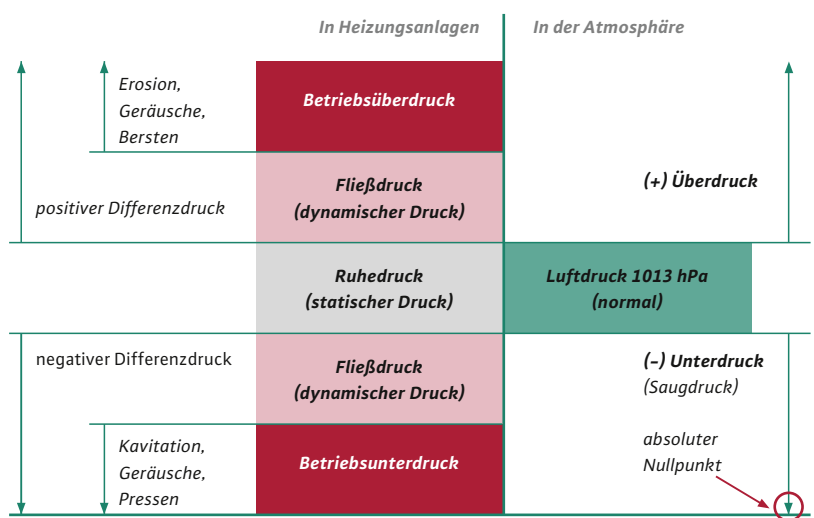 In Heizungsanlagen
In der Atmosphäre
Erosion,
Geräusche,
Bersten
Betriebsüberdruck
positiver Differenzdruck
Fließdruck
(dynamischer Druck)
(+) Überdruck
Ruhedruck
(statischer Druck)
Luftdruck 1013 hPa
(normal)
negativer Differenzdruck
Fließdruck
(dynamischer Druck)
(–) Unterdruck
(Saugdruck)
Kavitation,
Geräusche,
Pressen
Betriebsunterdruck
absoluter
Nullpunkt